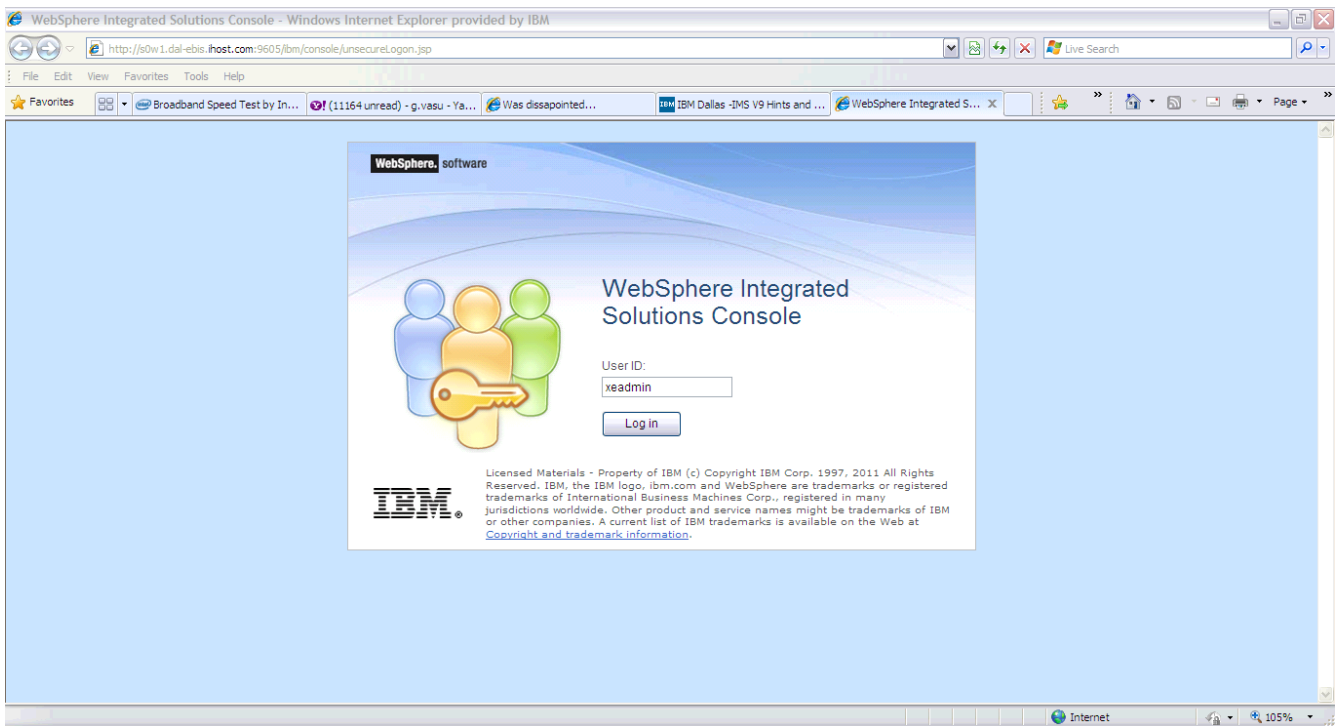 WebSphere Integrated Solutions Console - Windows Internet Explorer provided by IBM
http://s0w1.dal-ebis.ihost.com:9605/ibm/console/unsecureLogon.jsp
Live Search
File Edit View Favorites Tools Help
Favorites
Broadband Speed Test by In...
(11164 unread) - g.vasu - Ya...
Was dissapointed...
IBM IBM Dallas -IMS V9 Hints and ...
WebSphere Integrated S...
Page
WebSphere. software
WebSphere Integrated
Solutions Console
User ID:
xeadmin
Log in
IBM®
Licensed Materials - Property of IBM (c) Copyright IBM Corp. 1997, 2011 All Rights
Reserved. IBM, the IBM logo, ibm.com and WebSphere are trademarks or registered
trademarks of International Business Machines Corp., registered in many
jurisdictions worldwide. Other product and service names might be trademarks of IBM
or other companies. A current list of IBM trademarks is available on the Web at
Copyright and trademark information.
Internet
105%